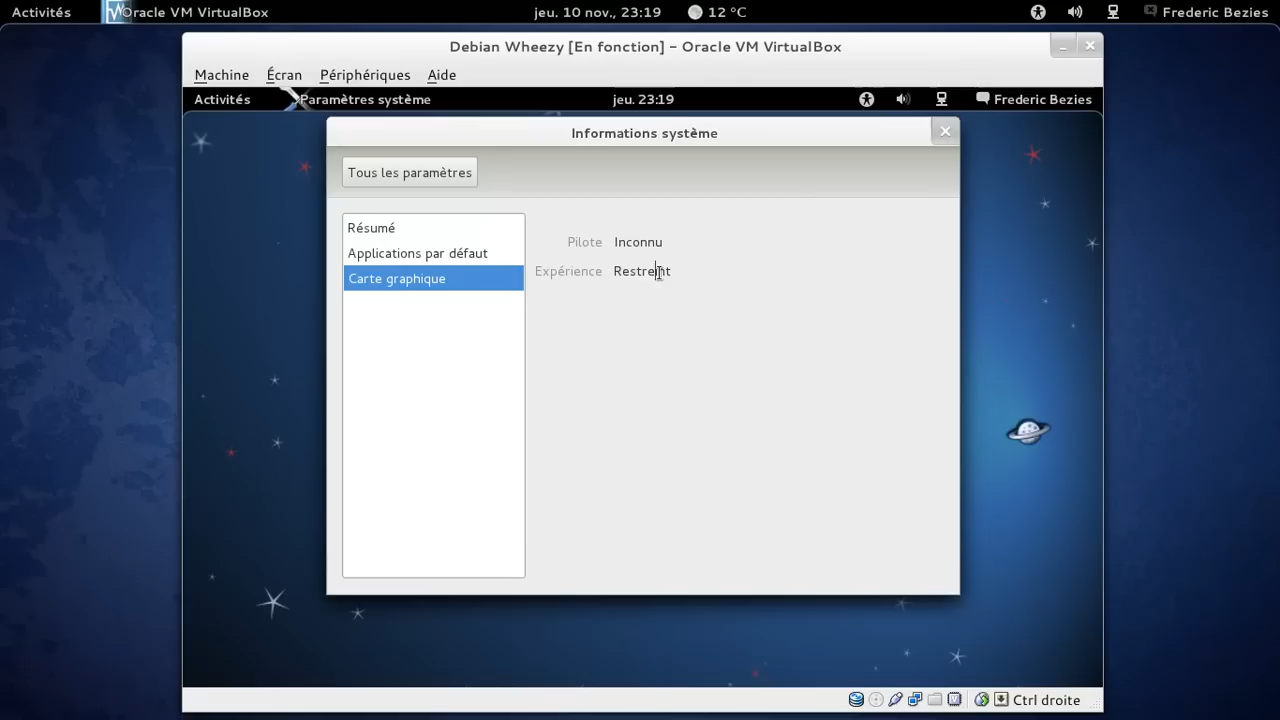 Activités Oracle VM VirtualBox jeu. 10 nov., 23:19 12 °C Frederic Bezies
Debian Wheezy [En fonction] – Oracle VM VirtualBox
Machine Écran Périphériques Aide
Activités Paramètres système jeu. 23:19 Frederic Bezies
Informations système
Tous les paramètres
Résumé
Applications par défaut
Carte graphique
Pilote Inconnu
Expérience Restreint
Ctrl droite